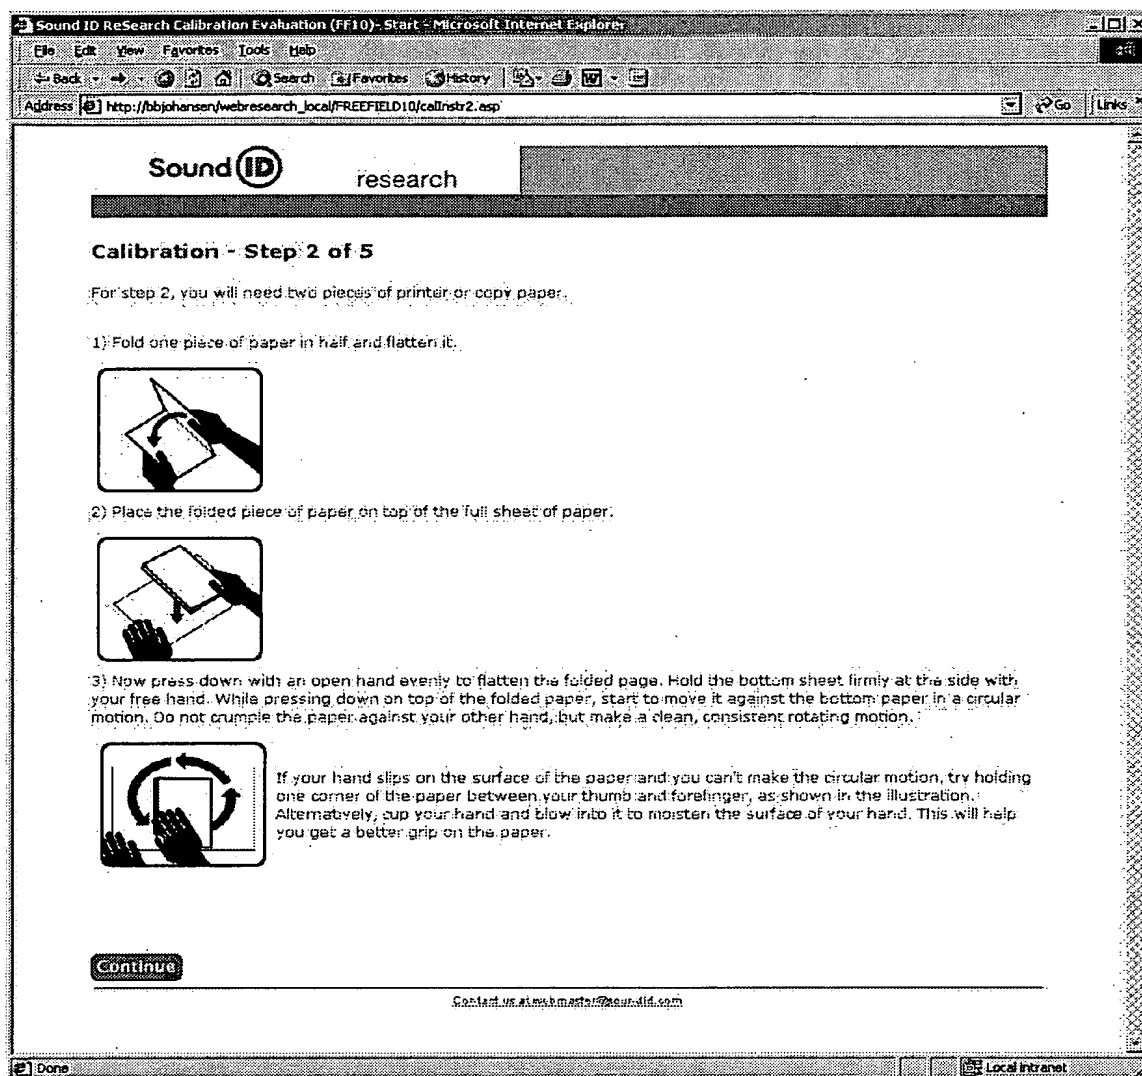 Sound ID ReSearch Calibration Evaluation (FF10)- Start - Microsoft Internet Explorer
File Edit View Favorites Tools Help
Back Search Favorites History
Address http://bbjohansen/webresearch_local/FREEFIELD10/calInstr2.asp Go Links
Sound ID research
Calibration - Step 2 of 5
For step 2, you will need two pieces of printer or copy paper.
1) Fold one piece of paper in half and flatten it.
2) Place the folded piece of paper on top of the full sheet of paper.
3) Now press down with an open hand evenly to flatten the folded page. Hold the bottom sheet firmly at the side with
your free hand. While pressing down on top of the folded paper, start to move it against the bottom paper in a circular
motion. Do not crumple the paper against your other hand, but make a clean, consistent rotating motion.
If your hand slips on the surface of the paper and you can't make the circular motion, try holding
one corner of the paper between your thumb and forefinger, as shown in the illustration.
Alternatively, cup your hand and blow into it to moisten the surface of your hand. This will help
you get a better grip on the paper.
Continue
Contact us at webmaster@soundid.com
Done Local intranet